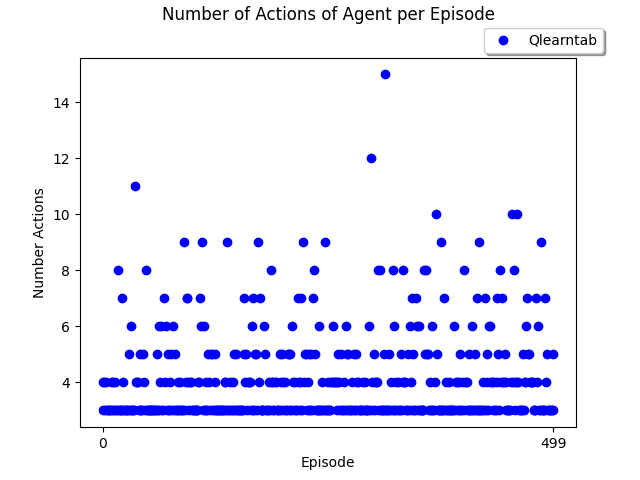 Number of Actions of Agent per Episode
Qlearntab
14
12
10
8
6
4
Number Actions
0
499
Episode